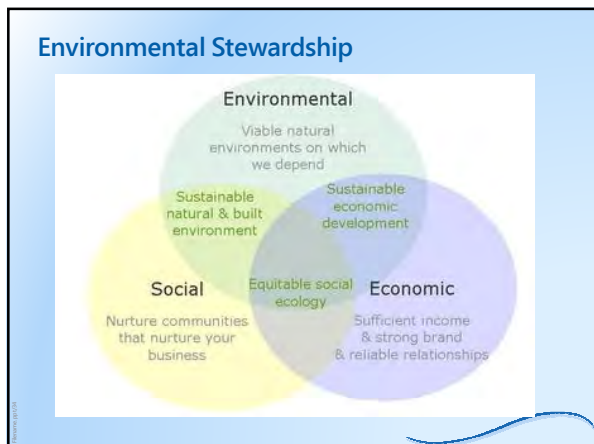 Environmental Stewardship
Environmental
Viable natural
environments on which
we depend
Sustainable
natural & built
environment
Sustainable
economic
development
Equitable social
ecology
Social
Nurture communities
that nurture your
business
Economic
Sufficient income
& strong brand
& reliable relationships